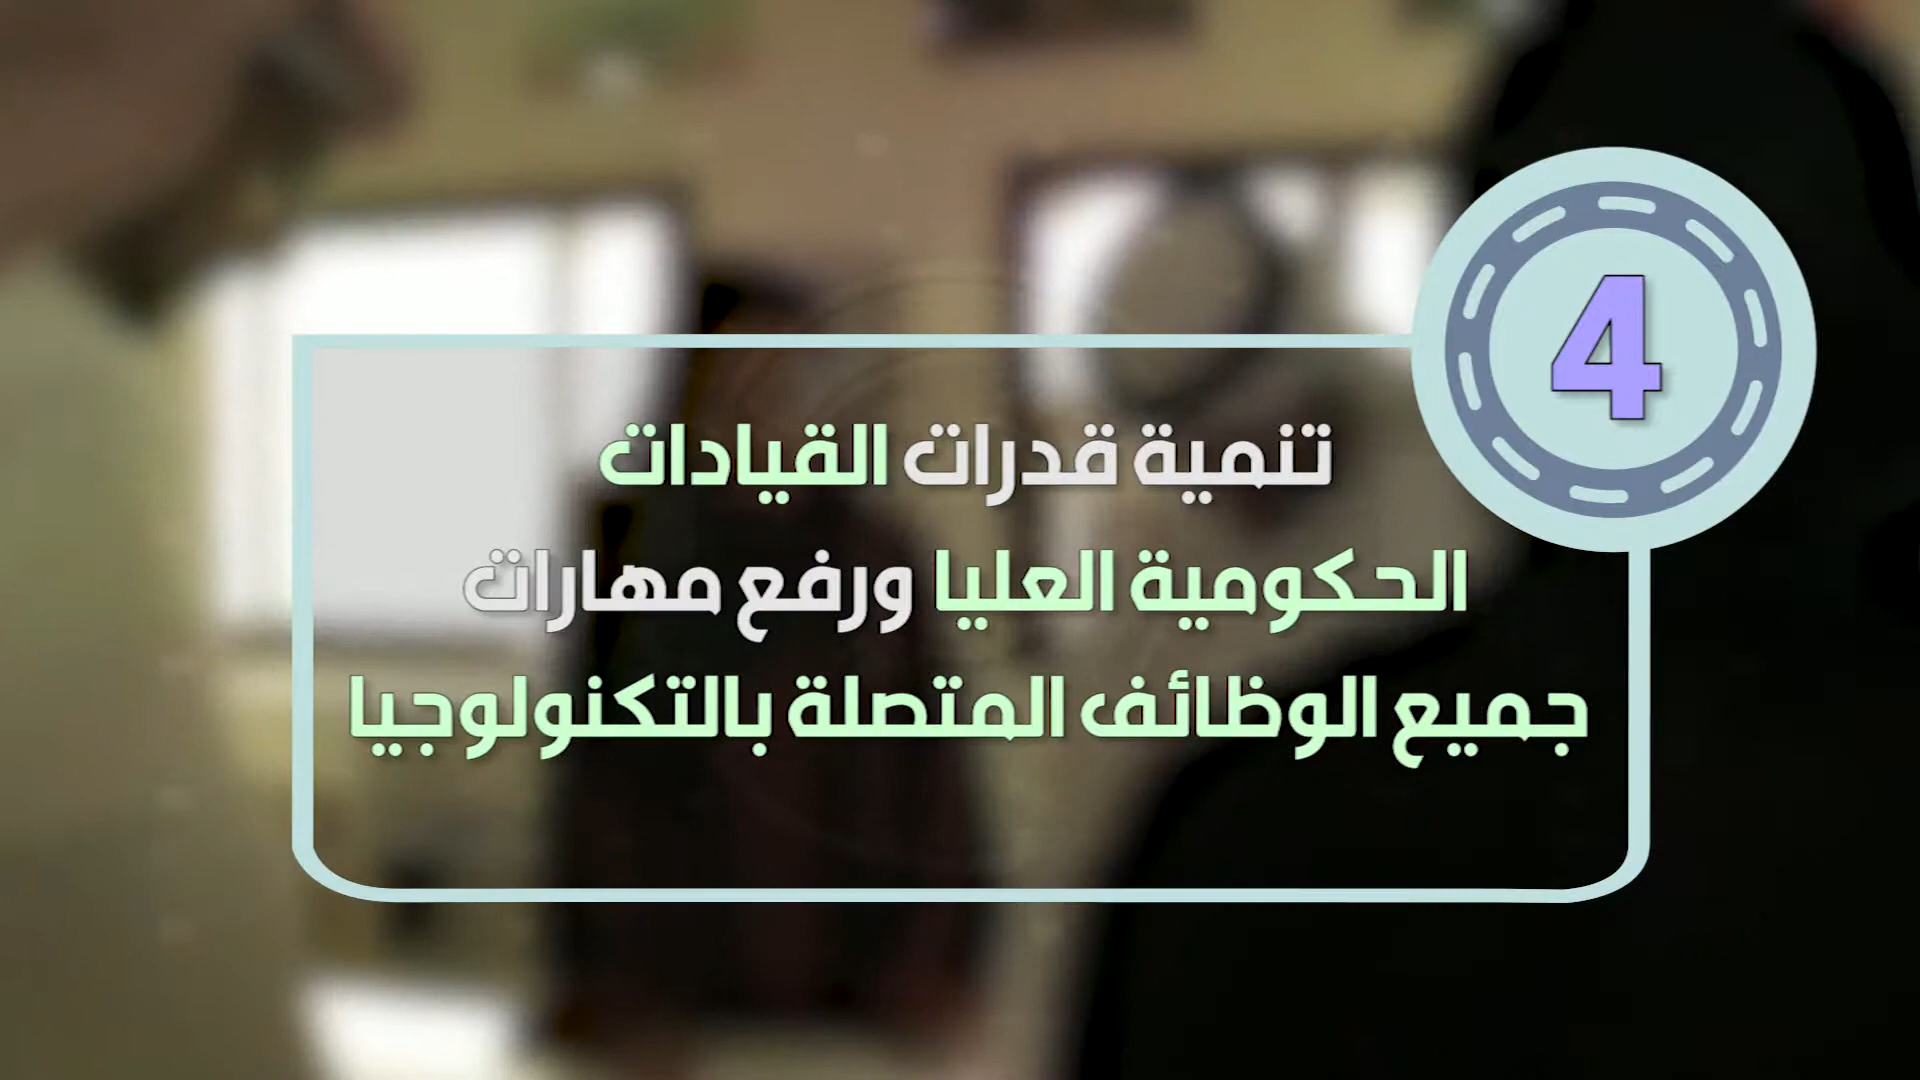 4
تنمية قدرات القيادات
الحكومية العليا ورفع مهارات
جميع الوظائف المتصلة بالتكنولوجيا